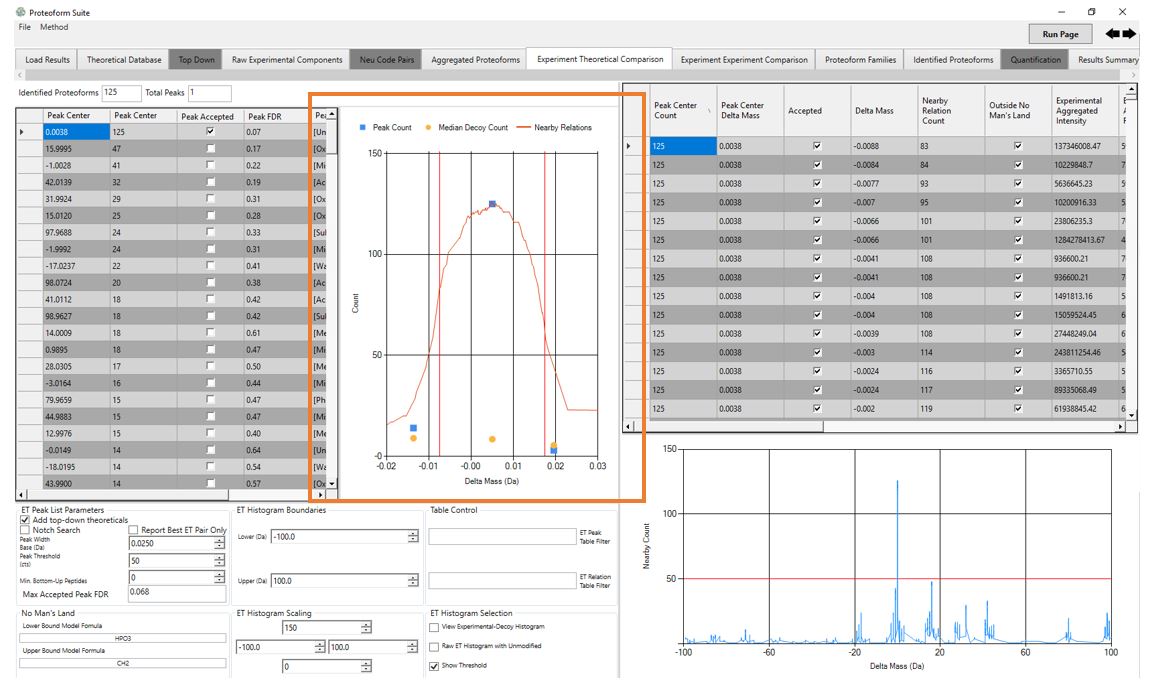 Proteoform Suite
File Method
Run Page
Load Results Theoretical Database Top Down Raw Experimental Components Neu Code Pairs Aggregated Proteoforms Experiment Theoretical Comparison Experiment Experiment Comparison Proteoform Families Identified Proteoforms Quantification Results Summary
Identified Proteoforms 125 Total Peaks 1
Peak Center Peak Center Peak Accepted Peak FDR Pea
0.0038 125 0.07 [Un
15.9995 47 0.17 [Ox
-1.0028 41 0.22 [Mi
42.0139 32 0.19 [Ac
31.9924 29 0.31 [Ox
15.0120 25 0.28 [Ox
97.9688 24 0.33 [Sul
-1.9992 24 0.31 [Mi
-17.0237 22 0.41 [Wa
98.0724 20 0.38 [Ac
41.0112 18 0.42 [Ac
98.9627 18 0.42 [Sul
14.0009 18 0.61 [Me
0.9895 18 0.47 [Mi
28.0305 17 0.50 [Me
-3.0164 16 0.44 [Mi
79.9659 15 0.47 [Ph
44.9883 15 0.47 [Mi
12.9976 15 0.40 [Me
-0.0149 14 0.64 [Un
-18.0195 14 0.54 [Wa
43.9900 14 0.57 [Ox
Peak Count Median Decoy Count Nearby Relations
150
100
50
-0
Count
-0.02 -0.01 -0.00 0.01 0.02 0.03
Delta Mass (Da)
Peak Center Count Peak Center Delta Mass Accepted Delta Mass Nearby Relation Count Outside No Man's Land Experimental Aggregated Intensity
125 0.0038 -0.0088 83 137346008.47
125 0.0038 -0.0084 84 10229848.7
125 0.0038 -0.0077 93 5636645.23
125 0.0038 -0.007 95 10200916.33
125 0.0038 -0.0066 101 23806235.3
125 0.0038 -0.0066 101 1284278413.67
125 0.0038 -0.0041 108 936600.21
125 0.0038 -0.0041 108 936600.21
125 0.0038 -0.004 108 1491813.16
125 0.0038 -0.004 108 15059524.45
125 0.0038 -0.0039 108 27448249.04
125 0.0038 -0.003 114 243811254.46
125 0.0038 -0.0024 116 3365710.55
125 0.0038 -0.0024 117 89335068.49
125 0.0038 -0.002 119 61938845.42
ET Peak List Parameters
Add top-down theoreticals
Notch Search Report Best ET Pair Only
Peak Width Base (Da) 0.0250
Peak Threshold (cts) 50
Min. Bottom-Up Peptides 0
Max Accepted Peak FDR 0.068
No Man's Land
Lower Bound Model Formula
HPO3
Upper Bound Model Formula
CH2
ET Histogram Boundaries
Lower (Da) -100.0
Upper (Da) 100.0
ET Histogram Scaling
150
-100.0 100.0
0
Table Control
ET Peak Table Filter
ET Relation Table Filter
ET Histogram Selection
View Experimental-Decoy Histogram
Raw ET Histogram with Unmodified
Show Threshold
150
100
50
0
Nearby Count
-100 -60 -20 20 60 100
Delta Mass (Da)